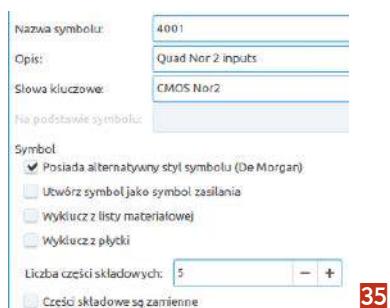 Nazwa symbolu: 4001
Opis: Quad Nor 2 inputs
Słowa kluczowe: CMOS Nor2
Na podstawie symbolu:
Symbol
Posiada alternatywny styl symbolu (De Morgan)
Utwórz symbol jako symbol zasilania
Wyklucz z listy materiałowej
Wyklucz z płytki
Liczba części składowych: 5 - +
Części składowe są zamienne
35